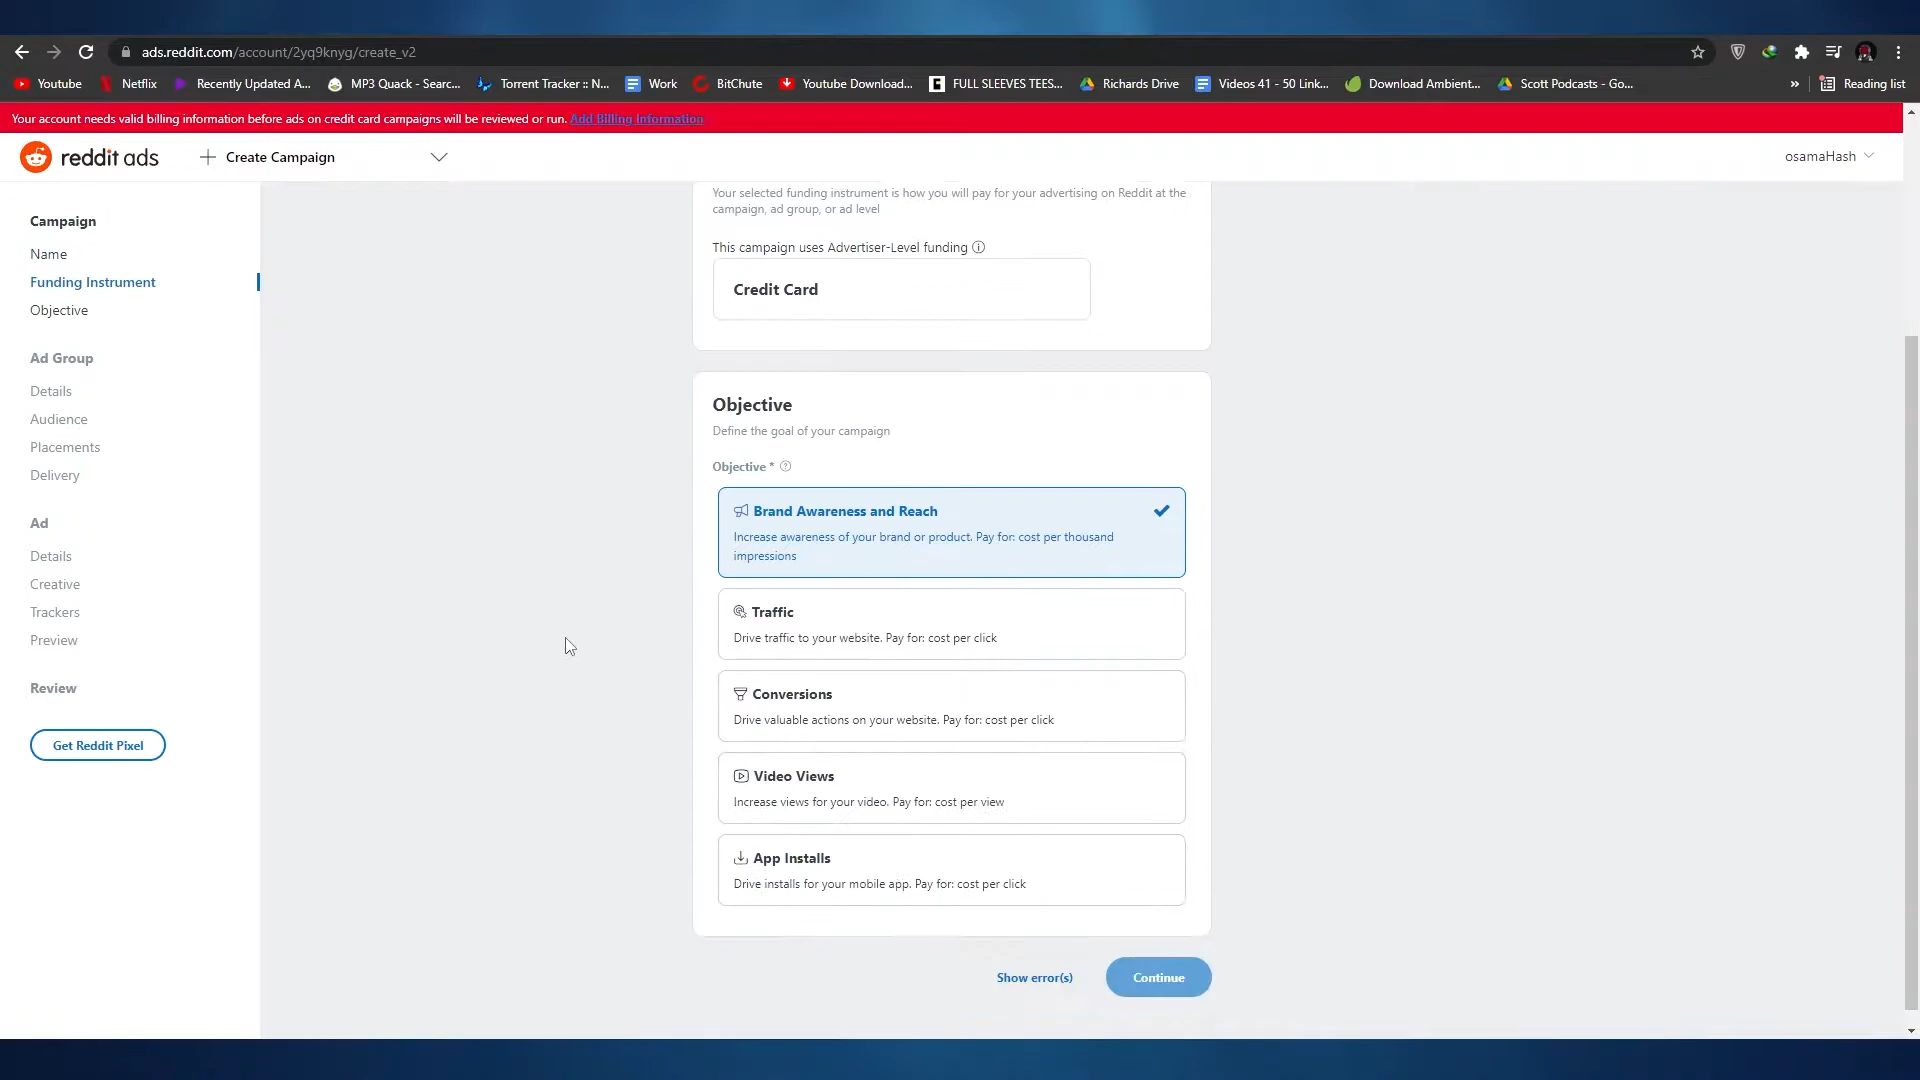 ads.reddit.com/account/2yq9knyg/create_v2
Youtube
Netflix
Recently Updated A...
MP3 Quack - Searc...
Torrent Tracker :: N...
Work
BitChute
Youtube Download...
FULL SLEEVES TEES...
Richards Drive
Videos 41 - 50 Link...
Download Ambient...
Scott Podcasts - Go...
»
Reading list
Your account needs valid billing information before ads on credit card campaigns will be reviewed or run. Add Billing Information
reddit ads
Create Campaign
osamaHash
Campaign
Name
Funding Instrument
Objective
Ad Group
Details
Audience
Placements
Delivery
Ad
Details
Creative
Trackers
Preview
Review
Get Reddit Pixel
Your selected funding instrument is how you will pay for your advertising on Reddit at the
campaign, ad group, or ad level
This campaign uses Advertiser-Level funding
Credit Card
Objective
Define the goal of your campaign
Objective *
Brand Awareness and Reach
Increase awareness of your brand or product. Pay for: cost per thousand
impressions
Traffic
Drive traffic to your website. Pay for: cost per click
Conversions
Drive valuable actions on your website. Pay for: cost per click
Video Views
Increase views for your video. Pay for: cost per view
App Installs
Drive installs for your mobile app. Pay for: cost per click
Show error(s)
Continue